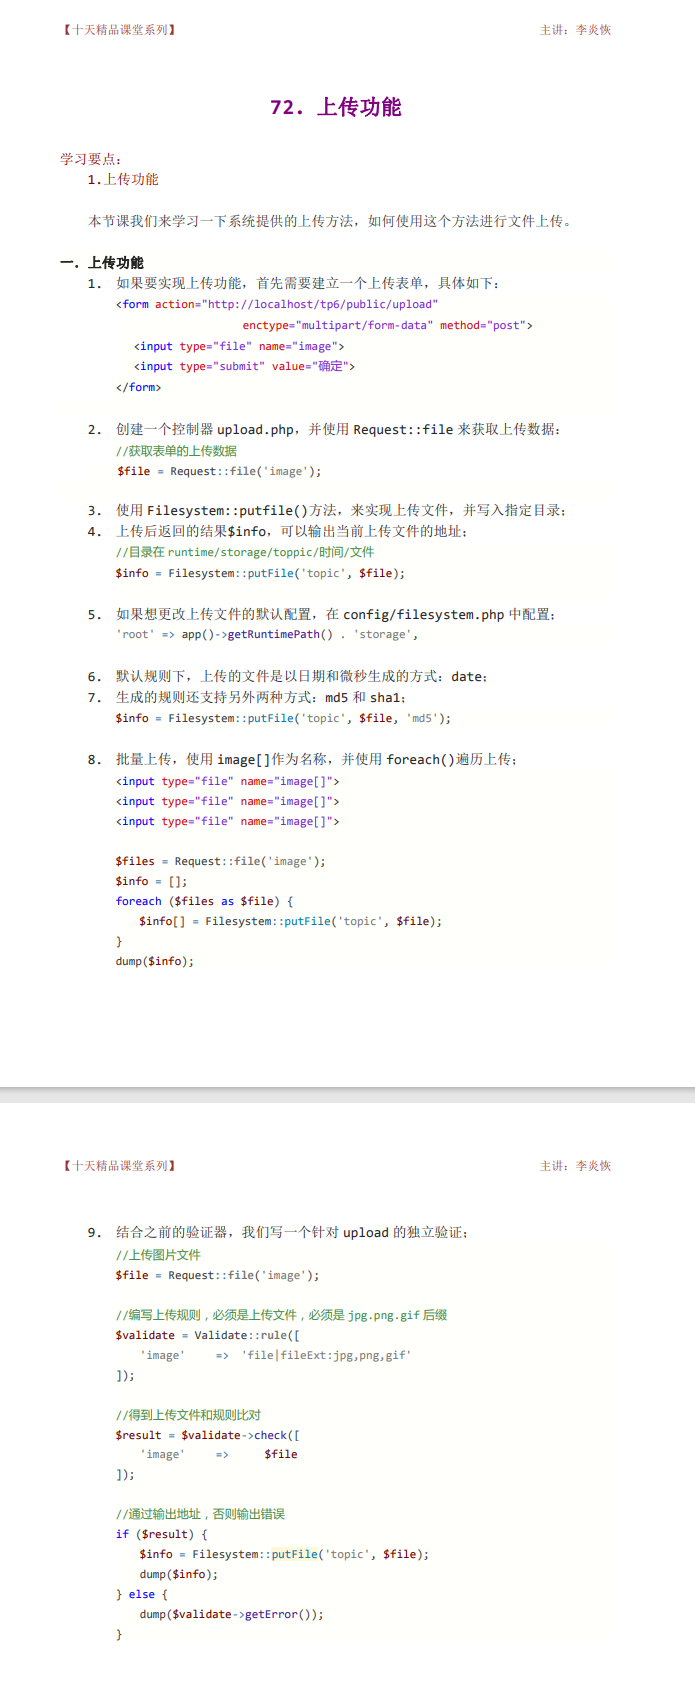 【十天精品课堂系列】 主讲：李炎恢
72．上传功能
学习要点：
1.上传功能
本节课我们来学习一下系统提供的上传方法，如何使用这个方法进行文件上传。
一．上传功能
1. 如果要实现上传功能，首先需要建立一个上传表单，具体如下：
<form action="http://localhost/tp6/public/upload"
enctype="multipart/form-data" method="post">
<input type="file" name="image">
<input type="submit" value="确定">
</form>
2. 创建一个控制器 upload.php，并使用 Request::file 来获取上传数据：
//获取表单的上传数据
$file = Request::file('image');
3. 使用 Filesystem::putfile()方法，来实现上传文件，并写入指定目录；
4. 上传后返回的结果$info，可以输出当前上传文件的地址；
//目录在 runtime/storage/toppic/时间/文件
$info = Filesystem::putFile('topic', $file);
5. 如果想更改上传文件的默认配置，在 config/filesystem.php 中配置；
'root' => app()->getRuntimePath() . 'storage',
6. 默认规则下，上传的文件是以日期和微秒生成的方式：date；
7. 生成的规则还支持另外两种方式：md5 和 sha1；
$info = Filesystem::putFile('topic', $file, 'md5');
8. 批量上传，使用 image[]作为名称，并使用 foreach()遍历上传；
<input type="file" name="image[]">
<input type="file" name="image[]">
<input type="file" name="image[]">
$files = Request::file('image');
$info = [];
foreach ($files as $file) {
$info[] = Filesystem::putFile('topic', $file);
}
dump($info);
【十天精品课堂系列】 主讲：李炎恢
9. 结合之前的验证器，我们写一个针对 upload 的独立验证；
//上传图片文件
$file = Request::file('image');
//编写上传规则，必须是上传文件，必须是 jpg.png.gif 后缀
$validate = Validate::rule([
'image' => 'file|fileExt:jpg,png,gif'
]);
//得到上传文件和规则比对
$result = $validate->check([
'image' => $file
]);
//通过输出地址，否则输出错误
if ($result) {
$info = Filesystem::putFile('topic', $file);
dump($info);
} else {
dump($validate->getError());
}